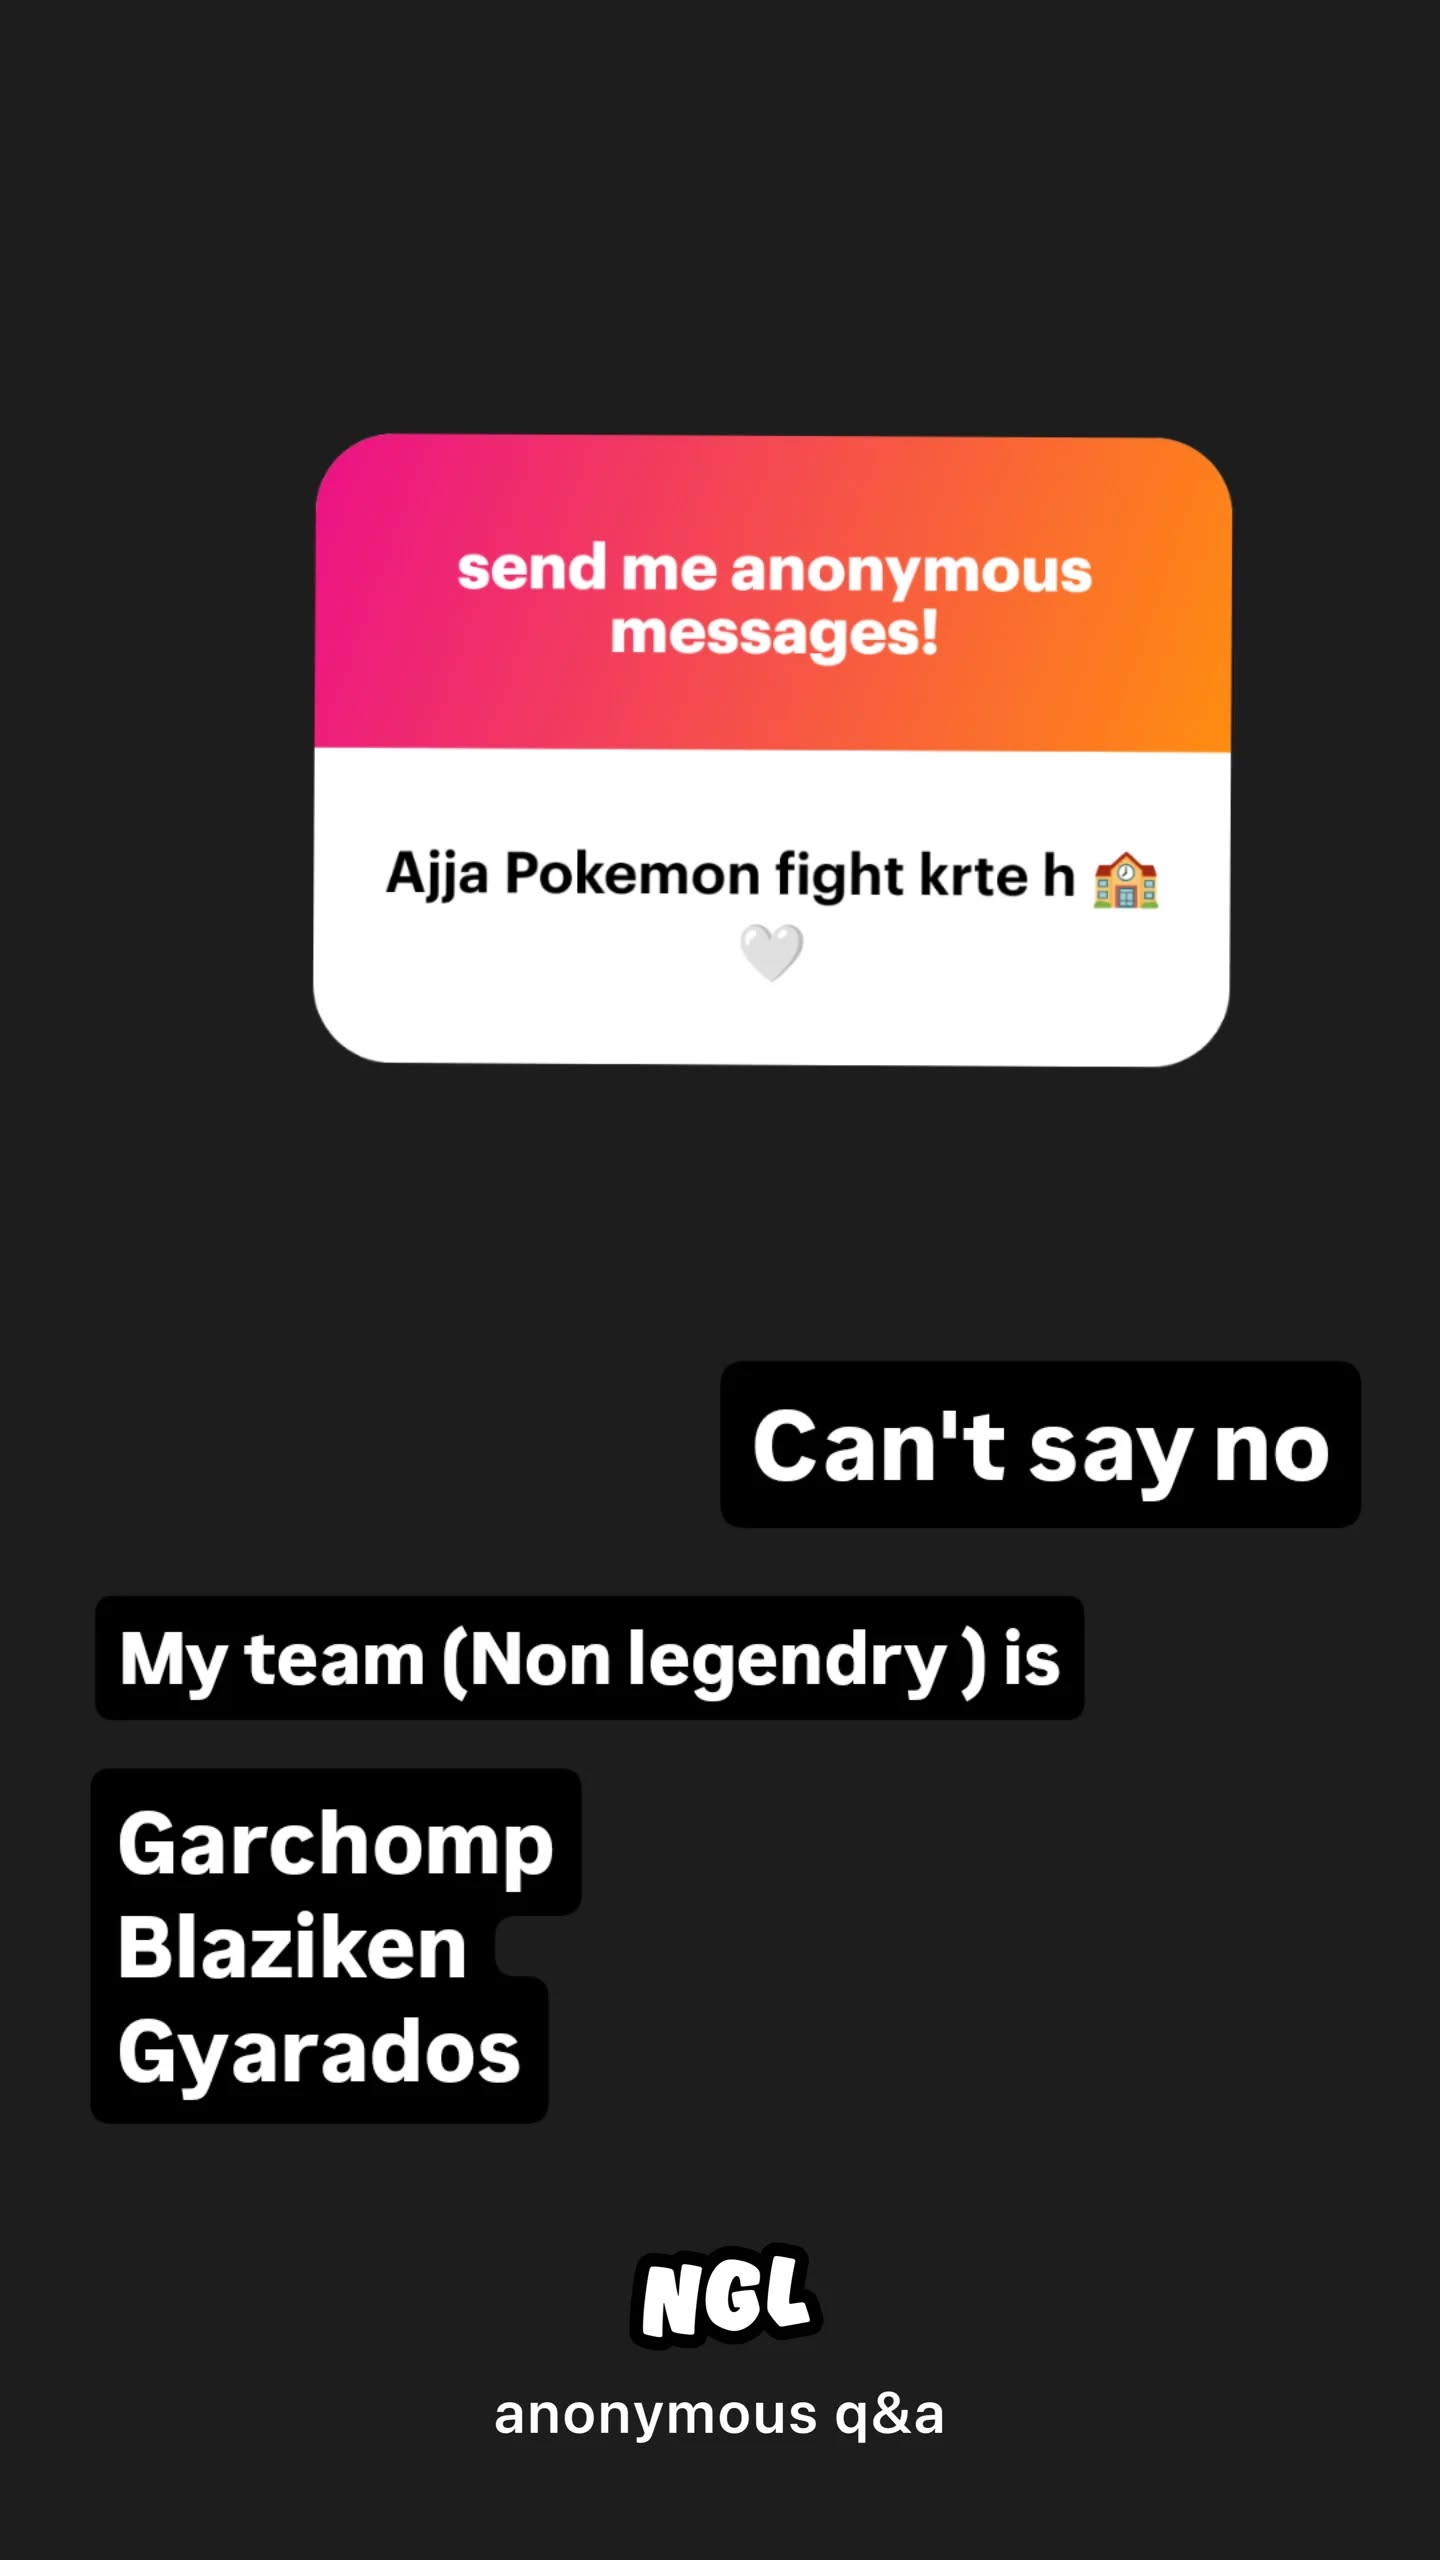 send me anonymous
messages!
Ajja Pokemon fight krte h 🏫
🤍
Can't say no
My team (Non legendry ) is
Garchomp
Blaziken
Gyarados
NGL
anonymous q&a